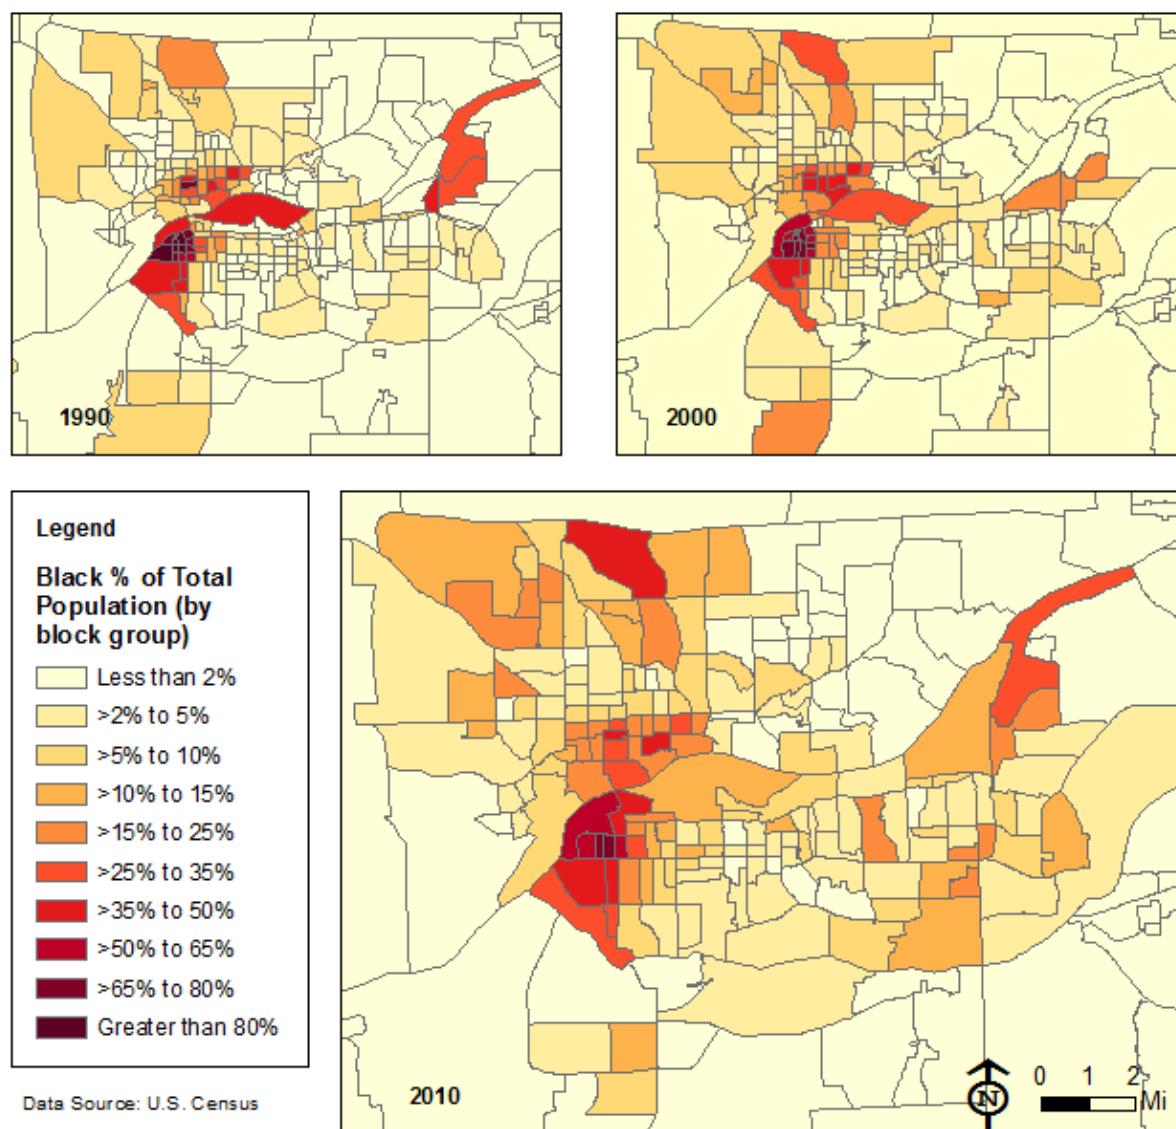 1990
2000
Legend
Black % of Total
Population (by
block group)
Less than 2%
>2% to 5%
>5% to 10%
>10% to 15%
>15% to 25%
>25% to 35%
>35% to 50%
>50% to 65%
>65% to 80%
Greater than 80%
Data Source: U.S. Census
2010
N
0 1 2
Mi